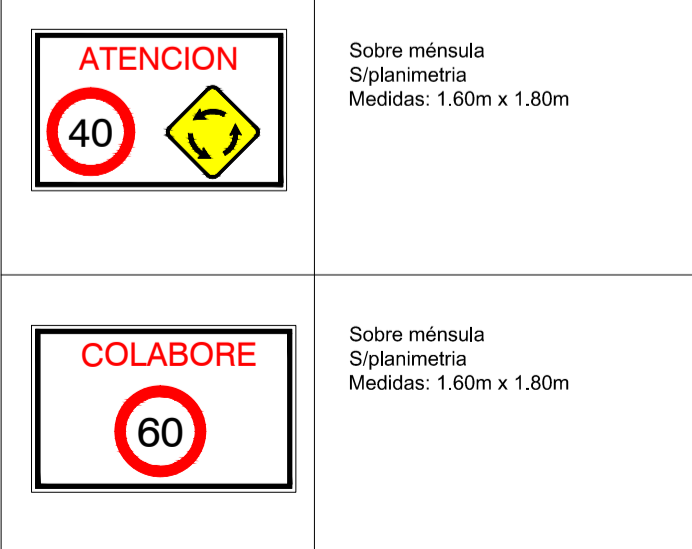 ATENCION
40
Sobre ménsula
S/planimetria
Medidas: 1.60m x 1.80m
COLABORE
60
Sobre ménsula
S/planimetria
Medidas: 1.60m x 1.80m